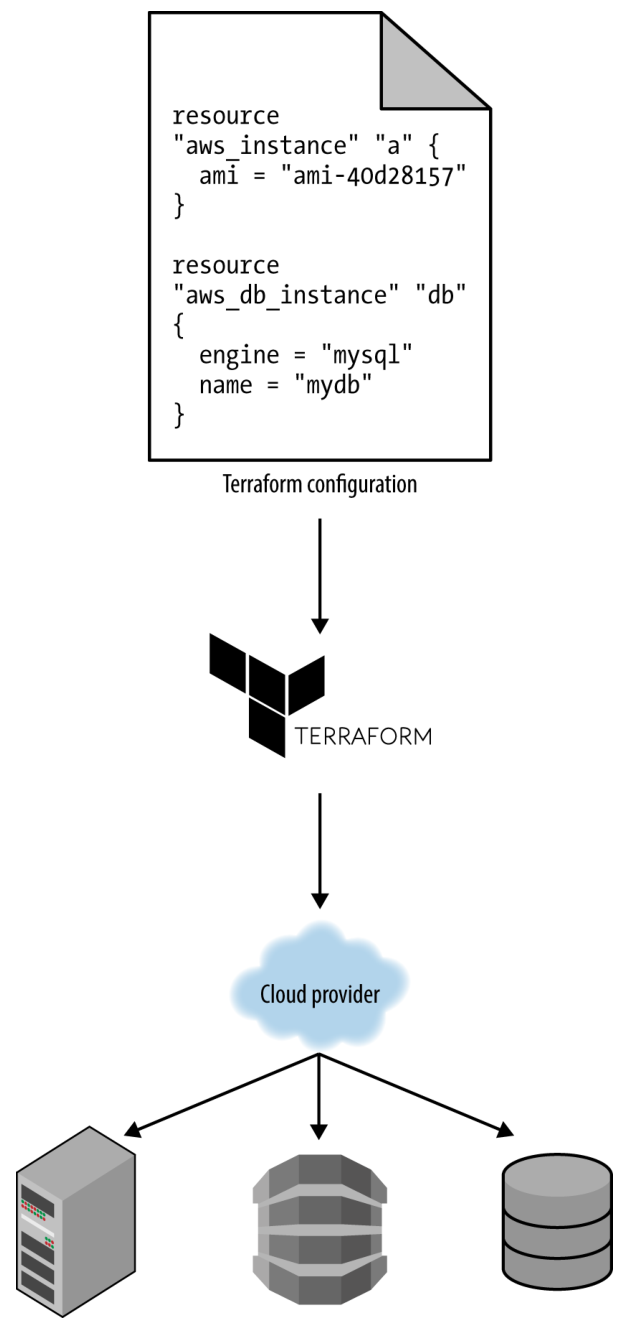 resource
"aws_instance" "a" {
  ami = "ami-40d28157"
}
resource
"aws_db_instance" "db"
{
  engine = "mysql"
  name = "mydb"
}
Terraform configuration
TERRAFORM
Cloud provider